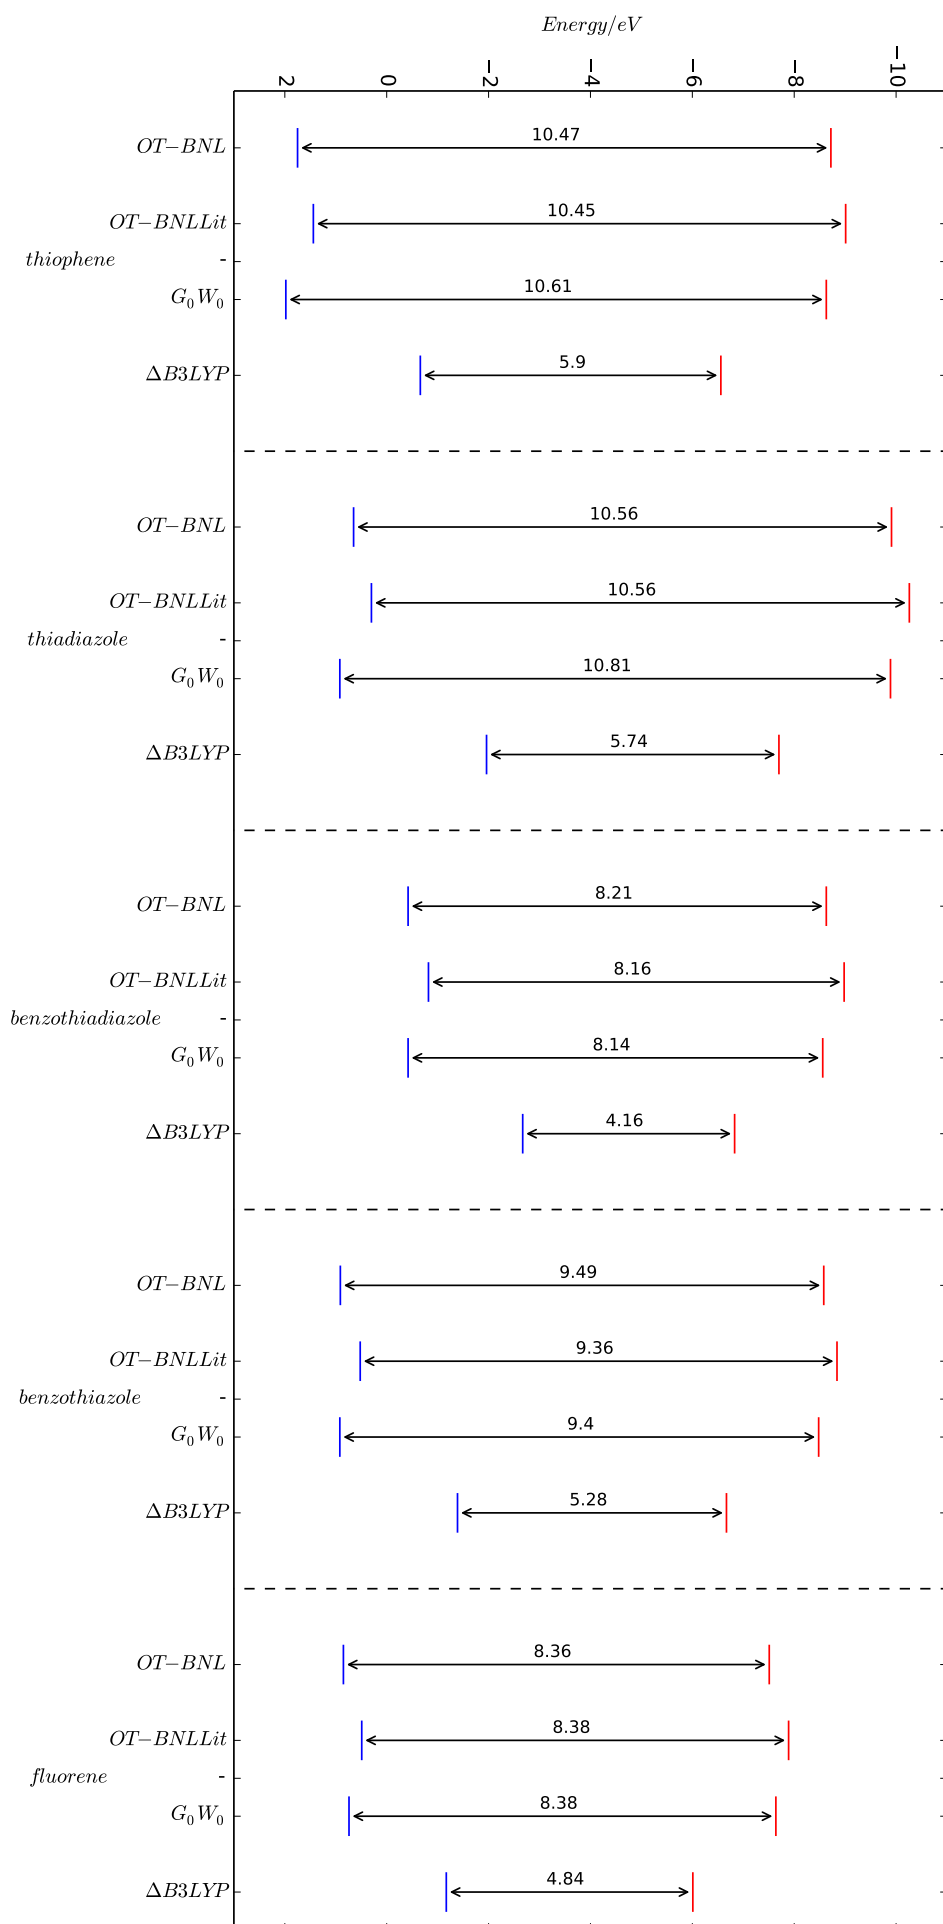 Energy/eV
2 0 −2 −4 −6 −8 −10
OT−BNL
10.47
OT−BNLLit
10.45
thiophene -
G₀W₀
10.61
ΔB3LYP
5.9
OT−BNL
10.56
OT−BNLLit
10.56
thiadiazole -
G₀W₀
10.81
ΔB3LYP
5.74
OT−BNL
8.21
OT−BNLLit
8.16
benzothiadiazole -
G₀W₀
8.14
ΔB3LYP
4.16
OT−BNL
9.49
OT−BNLLit
9.36
benzothiazole -
G₀W₀
9.4
ΔB3LYP
5.28
OT−BNL
8.36
OT−BNLLit
8.38
fluorene -
G₀W₀
8.38
ΔB3LYP
4.84